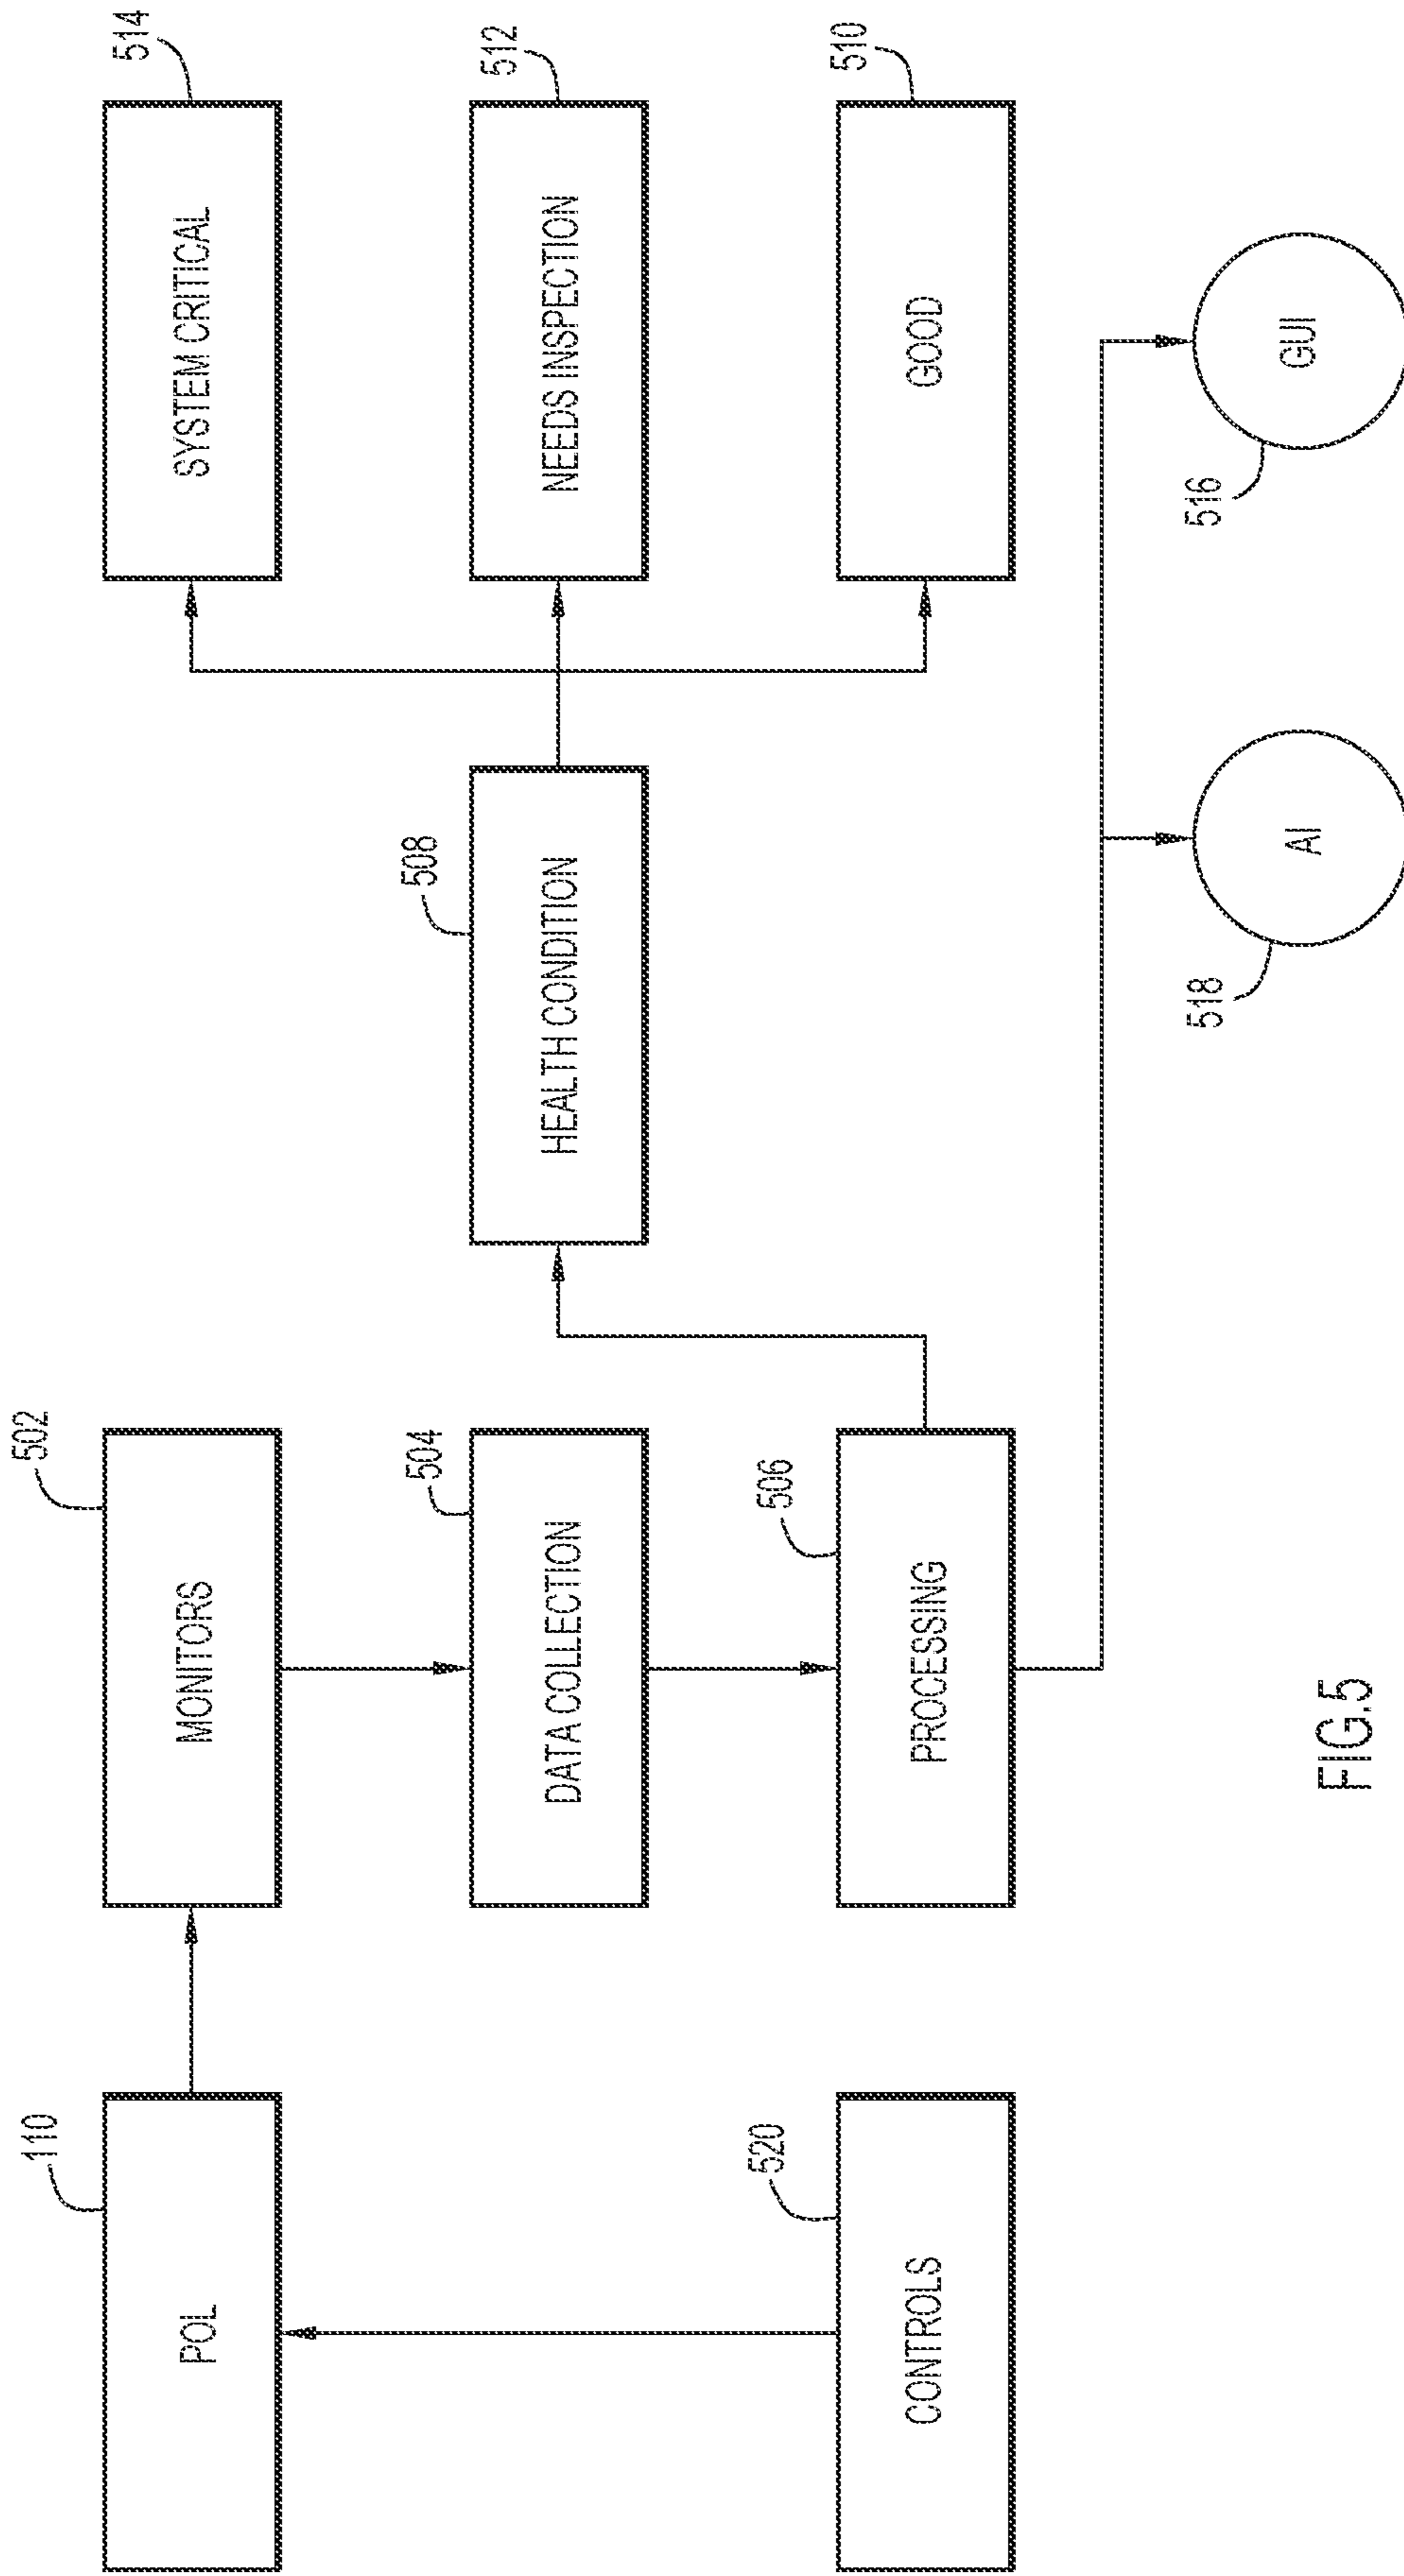 110
POL
502
MONITORS
514
SYSTEM CRITICAL
504
DATA COLLECTION
508
HEALTH CONDITION
512
NEEDS INSPECTION
520
CONTROLS
506
PROCESSING
510
GOOD
518
AI
516
GUI
FIG.5